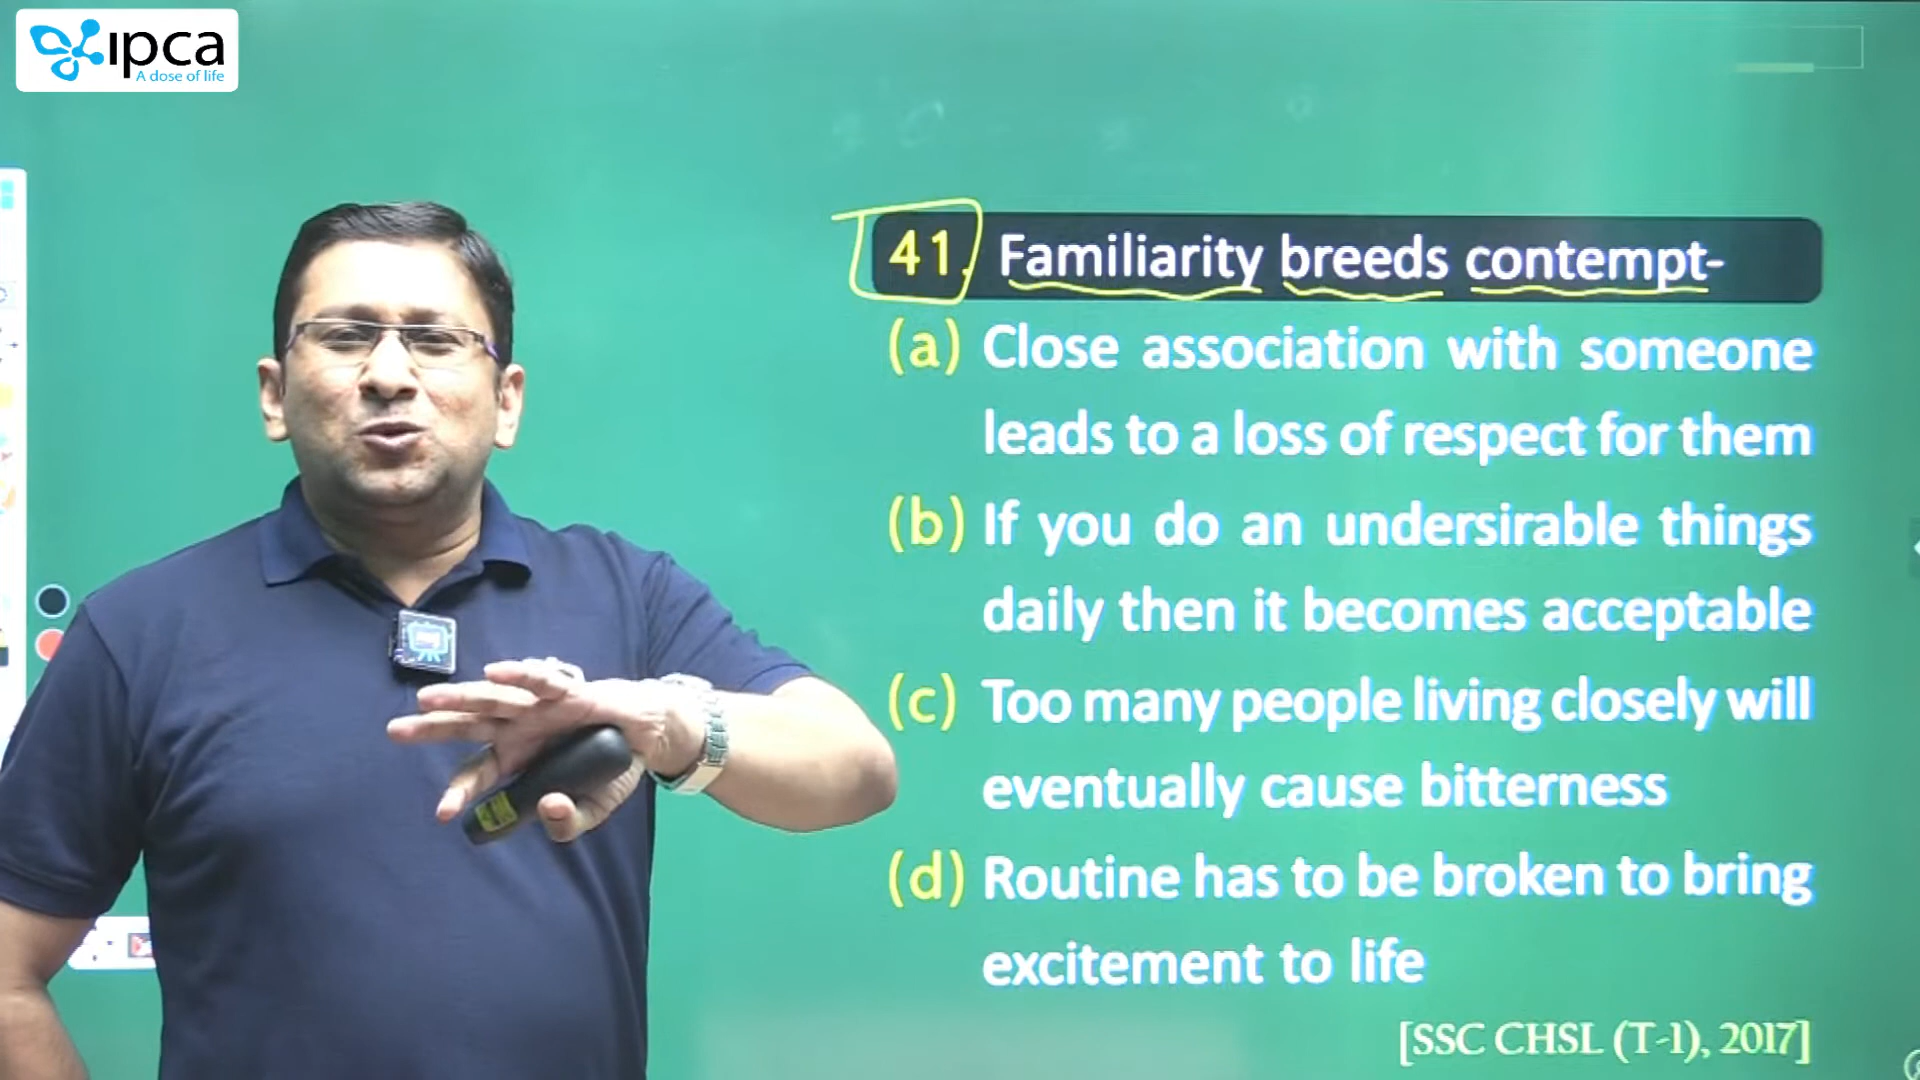 ipca
A dose of life
41. Familiarity breeds contempt-
(a) Close association with someone
leads to a loss of respect for them
(b) If you do an undersirable things
daily then it becomes acceptable
(c) Too many people living closely will
eventually cause bitterness
(d) Routine has to be broken to bring
excitement to life
[SSC CHSL (T-1), 2017]